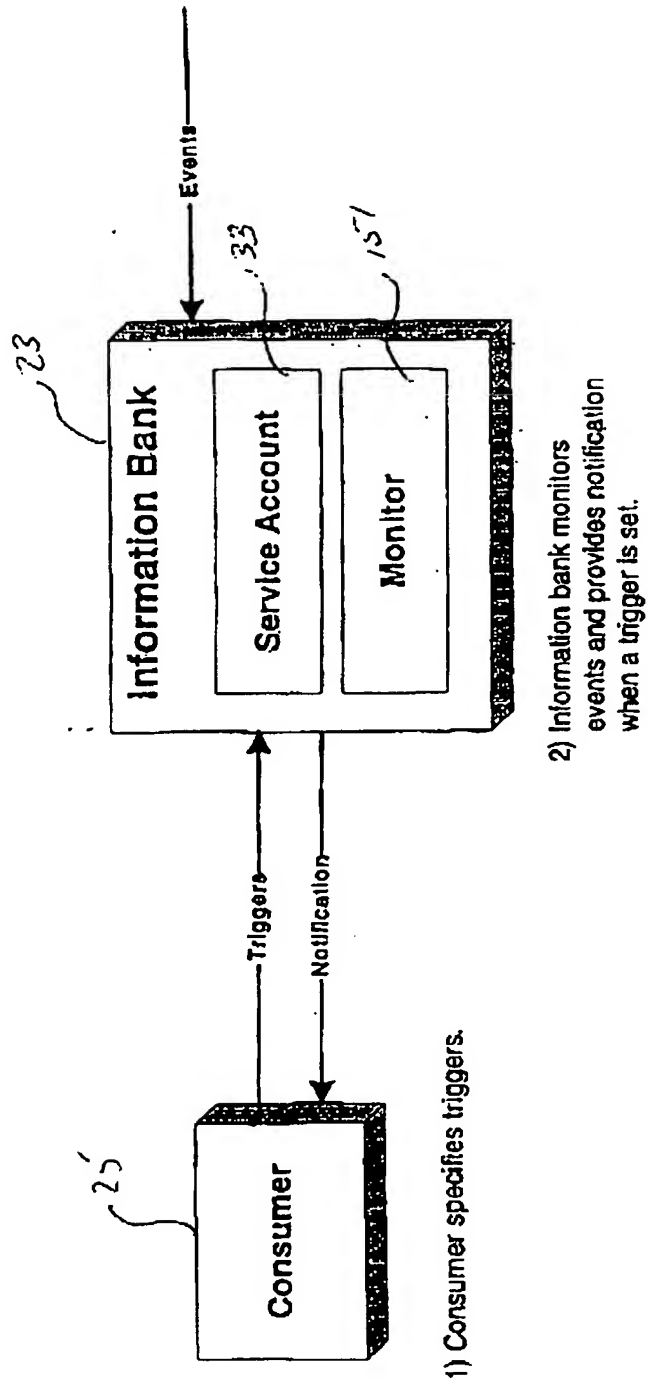 23
Information Bank
Service Account
33
Monitor
151
Events
Triggers
Notification
25
Consumer
1) Consumer specifies triggers.
2) Information bank monitors
events and provides notification
when a trigger is set.